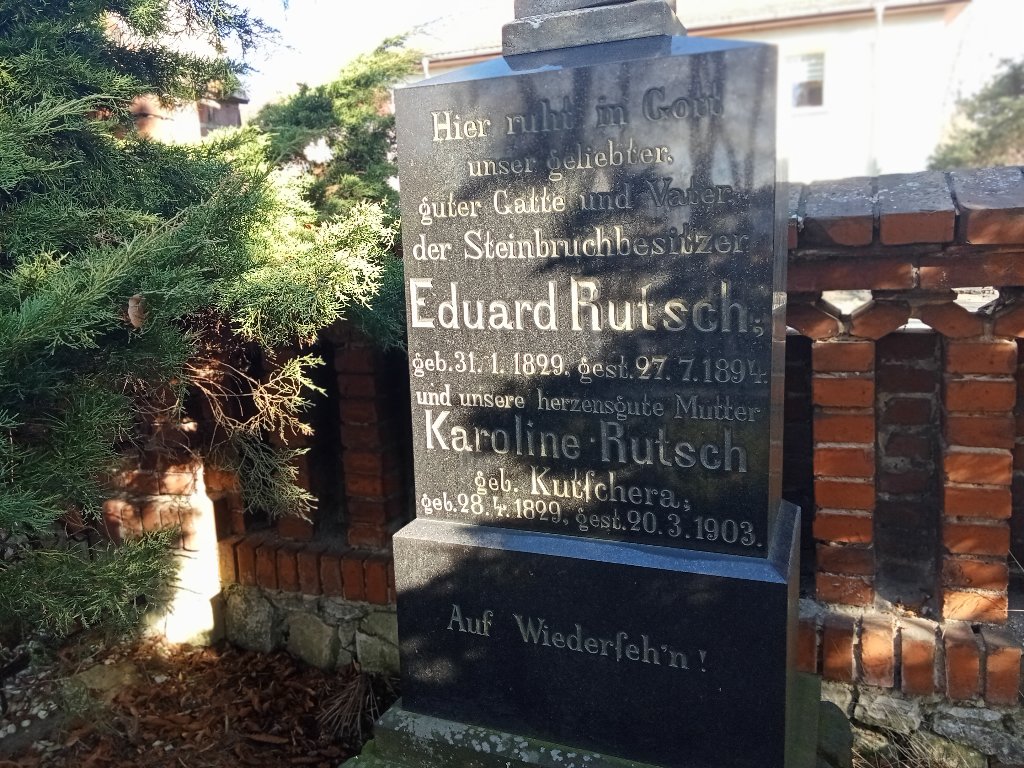 Hier ruht in Gott
unser geliebter,
guter Gatte und Vater
der Steinbruchbesitzer
Eduard Rutsch;
geb. 31. 1. 1829, gest. 27. 7. 1894.
und unsere herzensgute Mutter
Karoline Rutsch
geb. Kutſchera;
geb. 28. 4. 1829, gest. 20. 3. 1903.
Auf Wiederſeh'n!